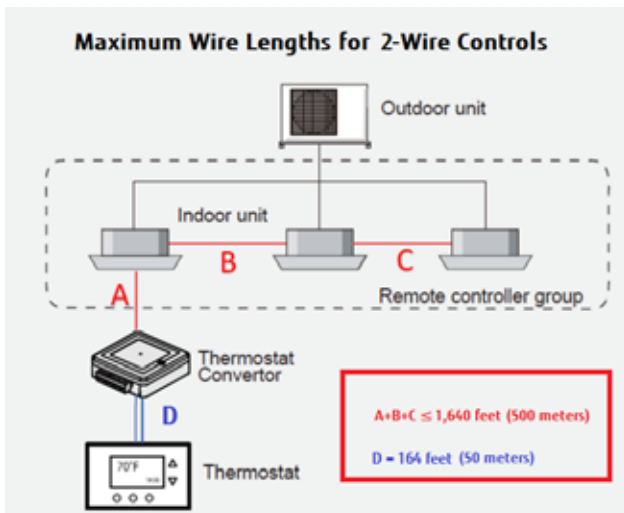 Maximum Wire Lengths for 2-Wire Controls
Outdoor unit
Indoor unit
B
C
A
Remote controller group
Thermostat
Convertor
D
A+B+C ≤ 1,640 feet (500 meters)
D = 164 feet (50 meters)
70°F
Thermostat